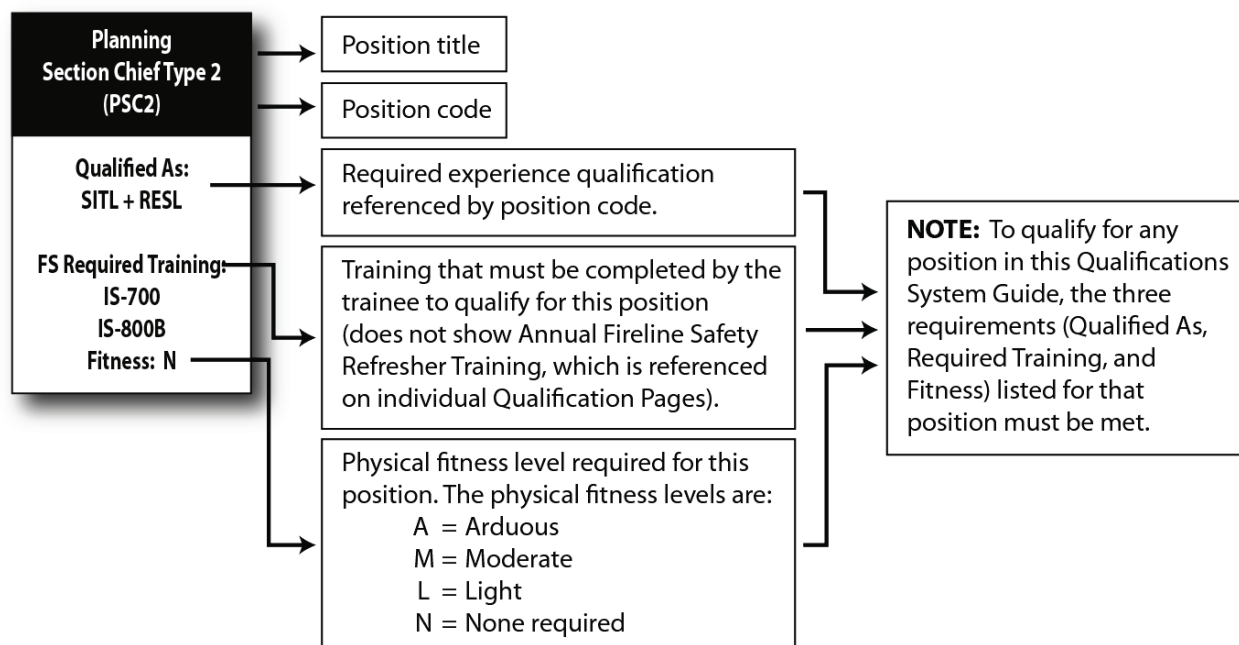 Planning
Section Chief Type 2
(PSC2)
Qualified As:
SITL + RESL
FS Required Training:
IS-700
IS-800B
Fitness: N
Position title
Position code
Required experience qualification
referenced by position code.
Training that must be completed by the
trainee to qualify for this position
(does not show Annual Fireline Safety
Refresher Training, which is referenced
on individual Qualification Pages).
Physical fitness level required for this
position. The physical fitness levels are:
A = Arduous
M = Moderate
L = Light
N = None required
NOTE: To qualify for any
position in this Qualifications
System Guide, the three
requirements (Qualified As,
Required Training, and
Fitness) listed for that
position must be met.